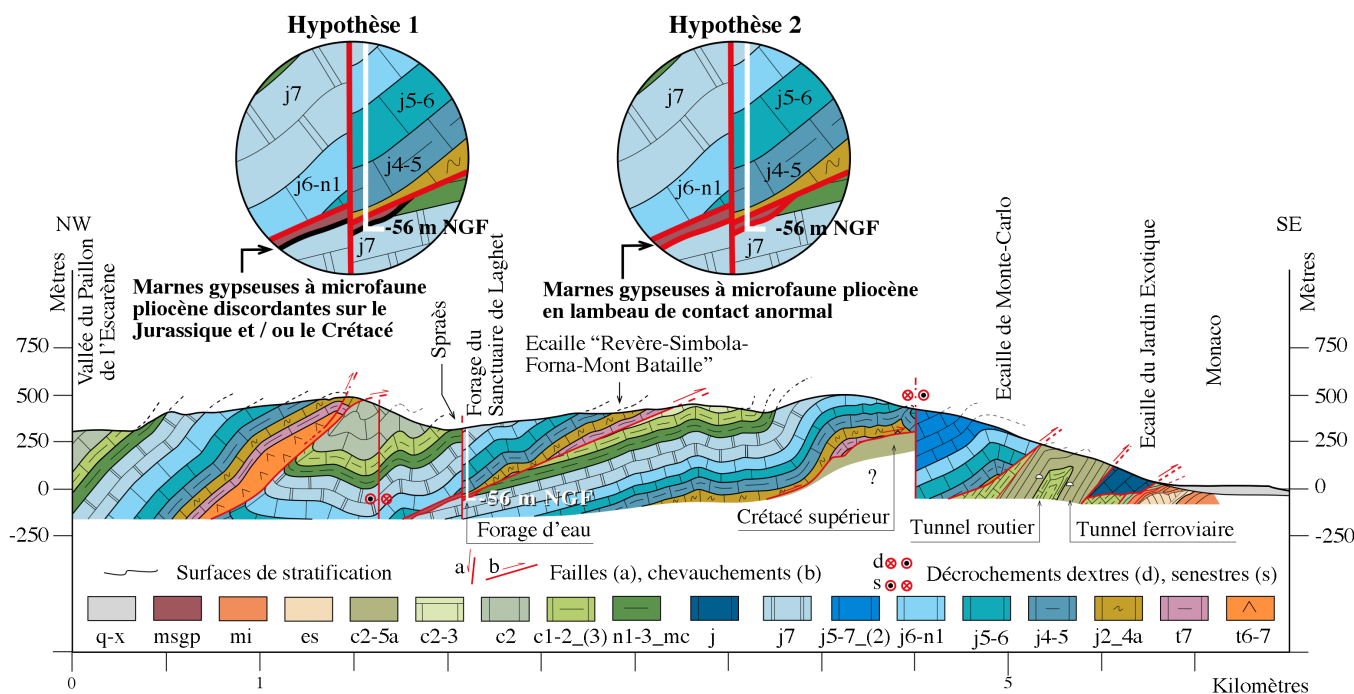 Hypothèse 1
Hypothèse 2
j7
j5-6
j4-5
j6-n1
-56 m NGF
j7
j7
j5-6
j4-5
j6-n1
-56 m NGF
j7
Marnes gypseuses à microfaune
pliocène discordantes sur le
Jurassique et / ou le Crétacé
Marnes gypseuses à microfaune pliocène
en lambeau de contact anormal
NW
SE
Mètres
Mètres
Vallée du Paillon
de l’Escarène
Spraès
Forage du
Sanctuaire de Laghet
Ecaille “Revère-Simbola-
Forna-Mont Bataille”
Ecaille de Monte-Carlo
Ecaille du Jardin Exotique
Monaco
750
500
250
0
-250
750
500
250
0
-250
-56 m NGF
?
Forage d’eau
Crétacé supérieur
Tunnel routier
Tunnel ferroviaire
Surfaces de stratification
a
b
Failles (a), chevauchements (b)
d
s
Décrochements dextres (d), senestres (s)
q-x
msgp
mi
es
c2-5a
c2-3
c2
c1-2_(3)
n1-3_mc
j
j7
j5-7_(2)
j6-n1
j5-6
j4-5
j2_4a
t7
t6-7
0
1
5
Kilomètres